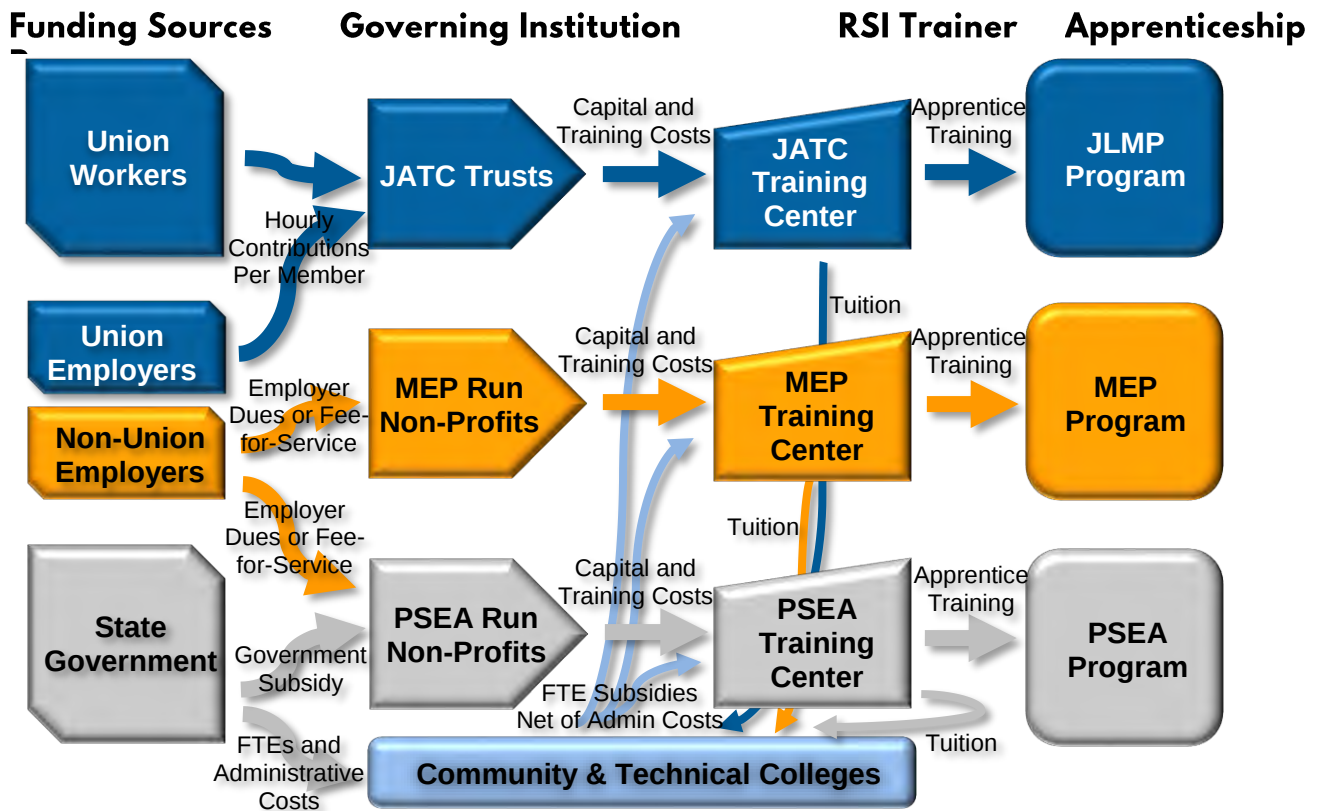 Funding Sources
Governing Institution
RSI Trainer
Apprenticeship
Union
Workers
Hourly
Contributions
Per Member
JATC Trusts
Capital and
Training Costs
JATC
Training
Center
Apprentice
Training
JLMP
Program
Tuition
Union
Employers
Employer
Dues or Fee-
for-Service
MEP Run
Non-Profits
Capital and
Training Costs
MEP
Training
Center
Apprentice
Training
MEP
Program
Non-Union
Employers
Tuition
Employer
Dues or Fee-
for-Service
PSEA Run
Non-Profits
Capital and
Training Costs
PSEA
Training
Center
Apprentice
Training
PSEA
Program
State
Government
Government
Subsidy
FTE Subsidies
Net of Admin Costs
Tuition
FTEs and
Administrative
Costs
Community & Technical Colleges